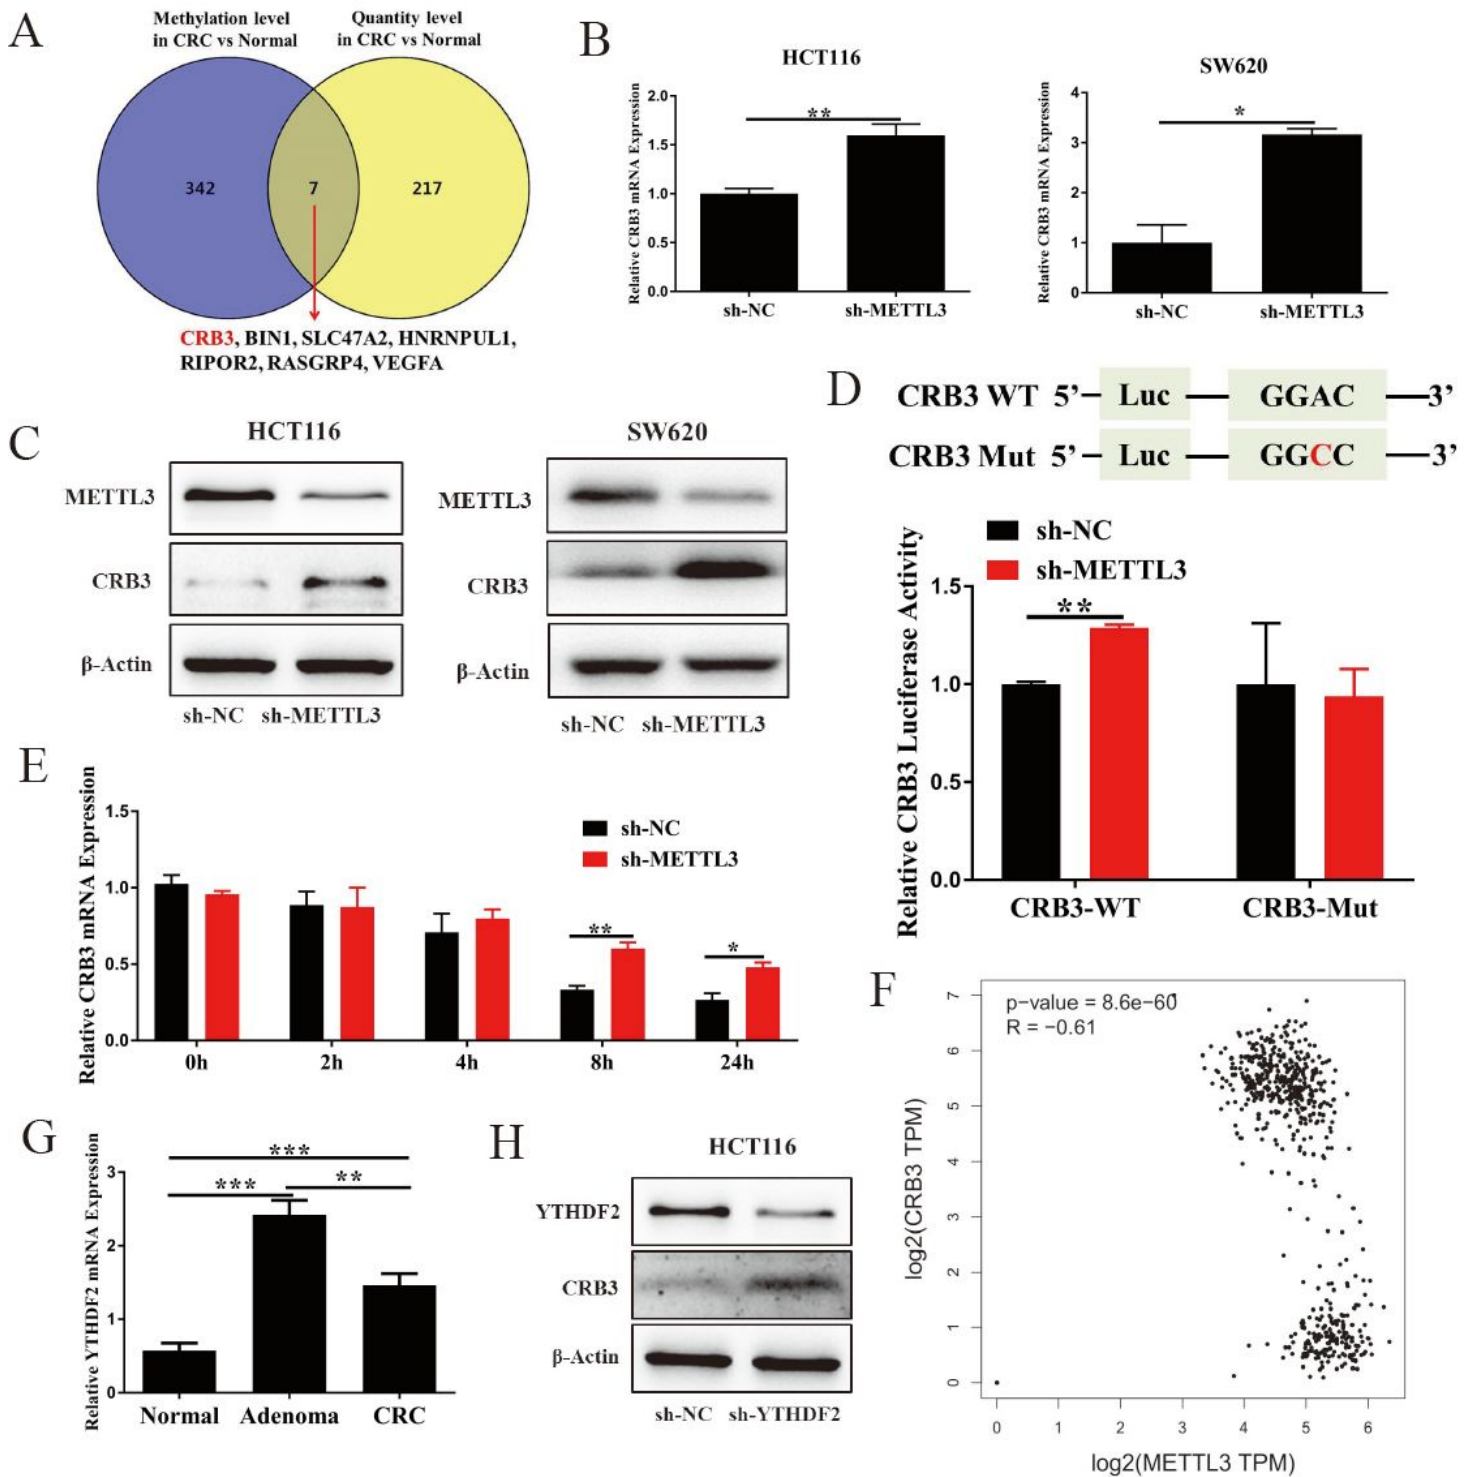 A
Methylation level
in CRC vs Normal
Quantity level
in CRC vs Normal
342
7
217
CRB3, BIN1, SLC47A2, HNRNPUL1,
RIPOR2, RASGRP4, VEGFA
B
HCT116
Relative CRB3 mRNA Expression
2.0
1.5
1.0
0.5
0.0
**
sh-NC
sh-METTL3
SW620
Relative CRB3 mRNA Expression
4
3
2
1
0
*
sh-NC
sh-METTL3
C
HCT116
METTL3
CRB3
β-Actin
sh-NC sh-METTL3
SW620
METTL3
CRB3
β-Actin
sh-NC sh-METTL3
D
CRB3 WT 5’ Luc GGAC 3’
CRB3 Mut 5’ Luc GGCC 3’
sh-NC
sh-METTL3
Relative CRB3 Luciferase Activity
1.5
1.0
0.5
0.0
**
CRB3-WT
CRB3-Mut
E
Relative CRB3 mRNA Expression
1.5
1.0
0.5
0.0
sh-NC
sh-METTL3
**
*
0h 2h 4h 8h 24h
F
p-value = 8.6e-60
R = −0.61
log2(CRB3 TPM)
7
6
5
4
3
2
1
0
0 1 2 3 4 5 6
log2(METTL3 TPM)
G
Relative YTHDF2 mRNA Expression
3
2
1
0
***
***
**
Normal Adenoma CRC
H
HCT116
YTHDF2
CRB3
β-Actin
sh-NC sh-YTHDF2